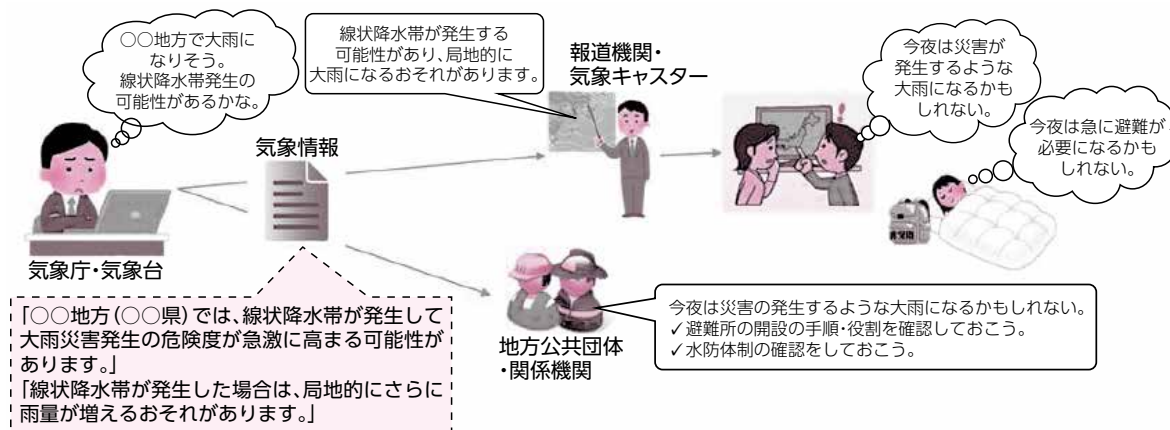 ○○地方で大雨に
なりそう。
線状降水帯発生の
可能性があるかな。
気象庁・気象台
気象情報
「○○地方(○○県)では、線状降水帯が発生して
大雨災害発生の危険度が急激に高まる可能性が
あります。」
「線状降水帯が発生した場合は、局地的にさらに
雨量が増えるおそれがあります。」
線状降水帯が発生する
可能性があり、局地的に
大雨になるおそれがあります。
報道機関・
気象キャスター
今夜は災害が
発生するような
大雨になるかも
しれない。
今夜は急に避難が
必要になるかも
しれない。
地方公共団体
・関係機関
今夜は災害の発生するような大雨になるかもしれない。
✓避難所の開設の手順・役割を確認しておこう。
✓水防体制の確認をしておこう。